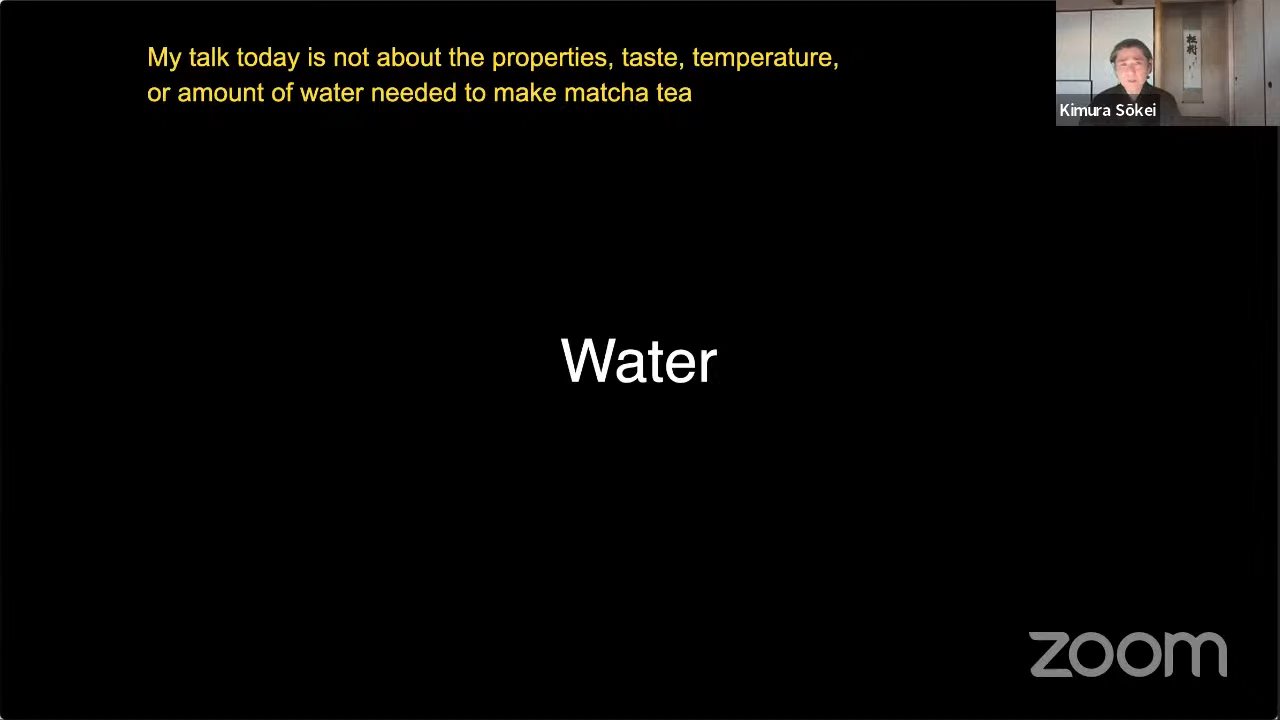 My talk today is not about the properties, taste, temperature,
or amount of water needed to make matcha tea
Kimura Sōkei
Water
zoom